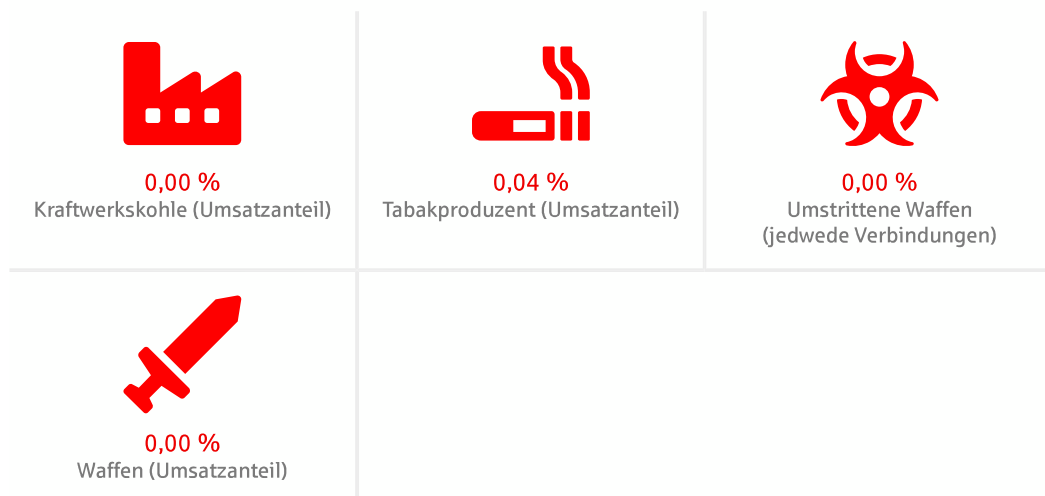 0,00 %
Kraftwerkskohle (Umsatzanteil)
0,04 %
Tabakproduzent (Umsatzanteil)
0,00 %
Umstrittene Waffen
(jedwede Verbindungen)
0,00 %
Waffen (Umsatzanteil)